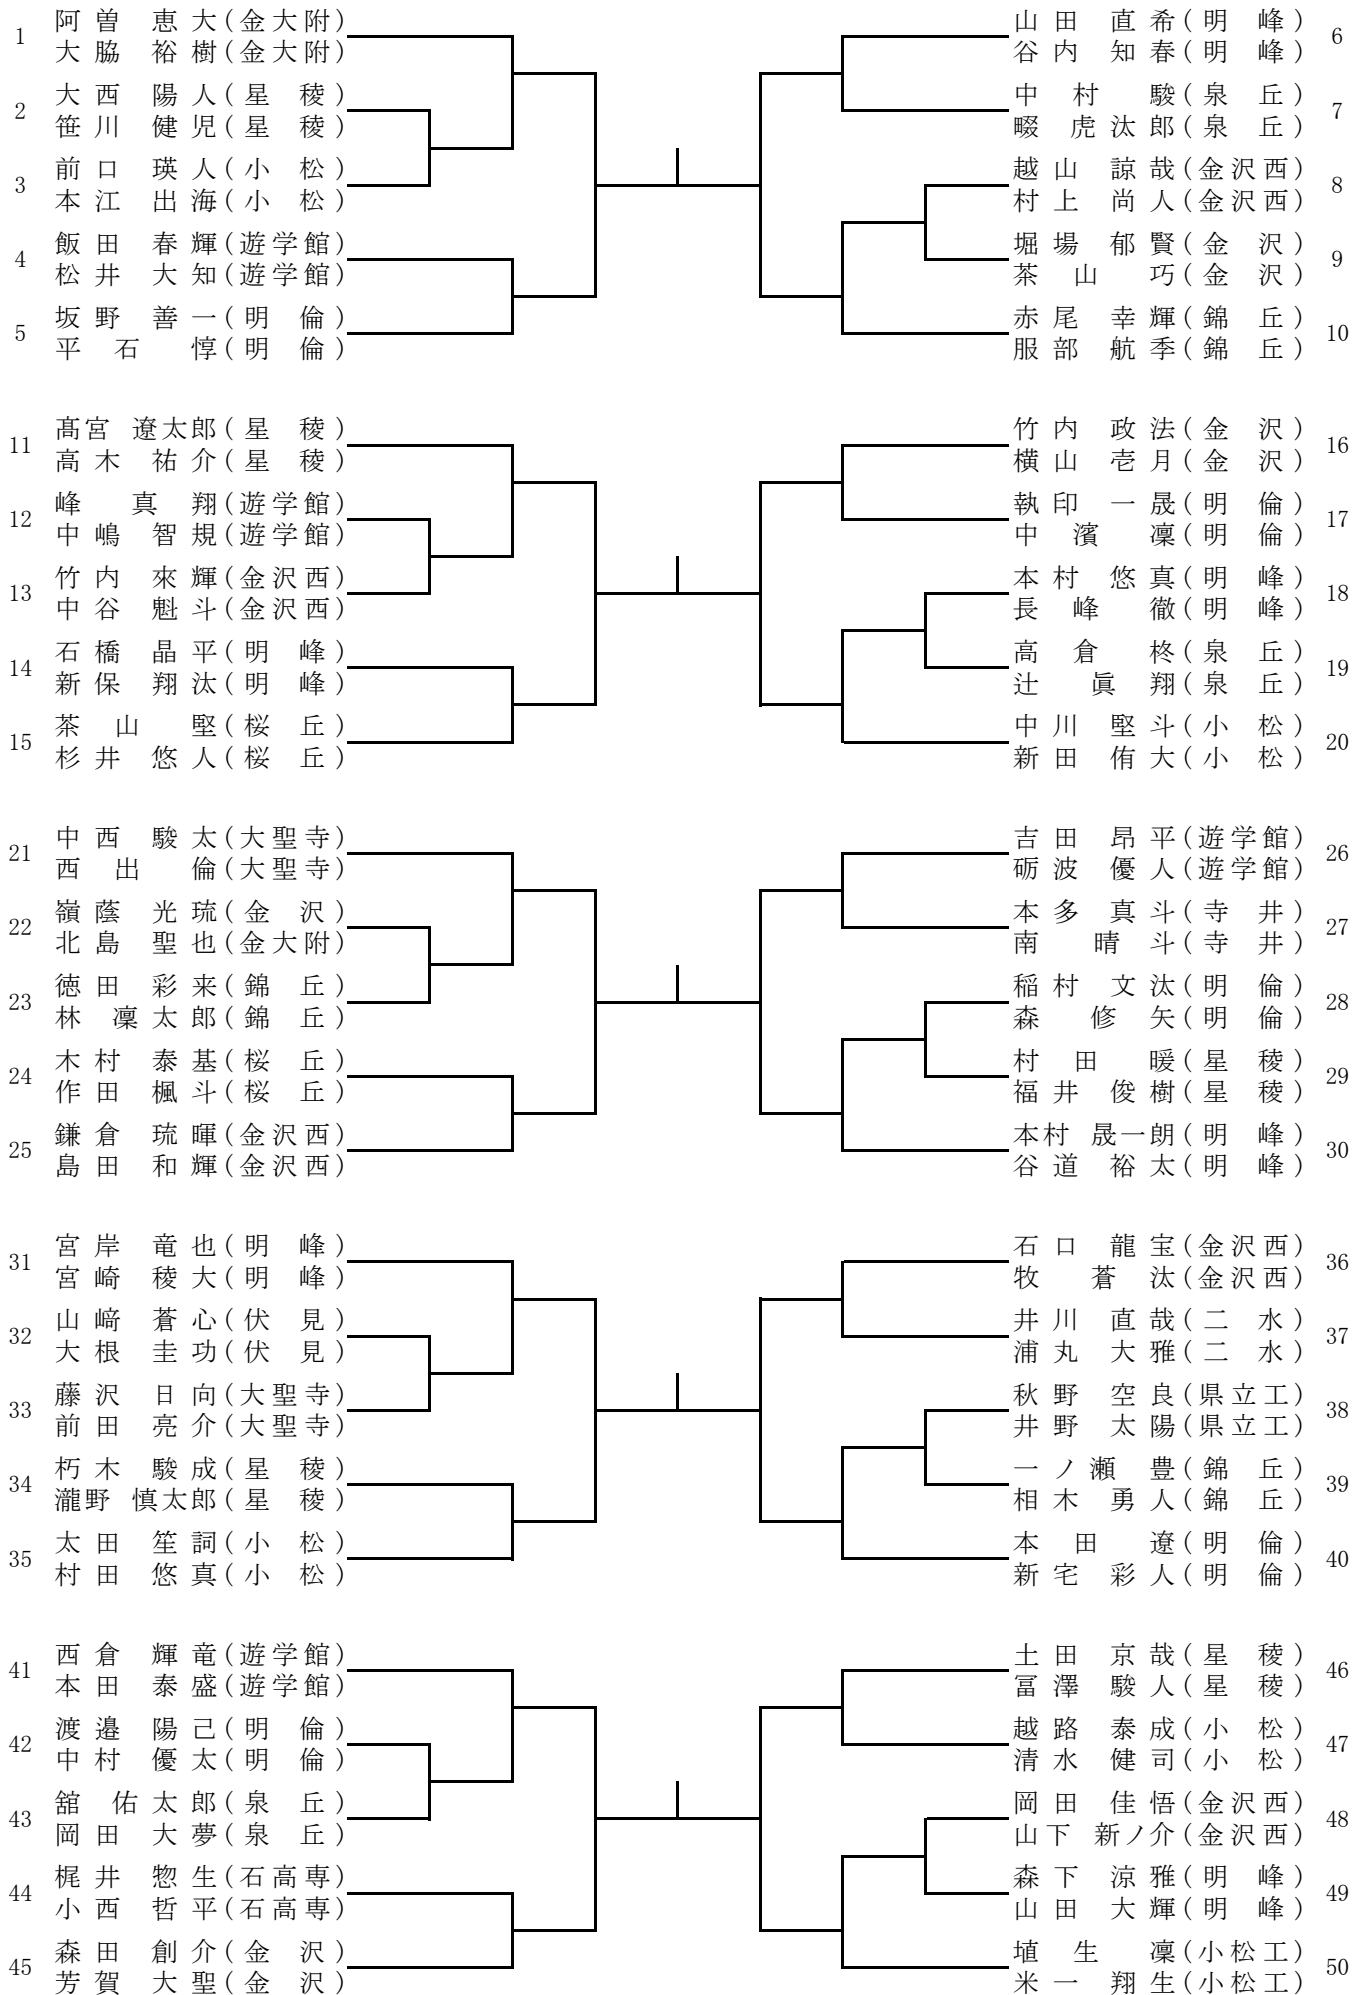 1
阿曽 恵大(金大附)
大脇 裕樹(金大附)
2
大西 陽人(星稜)
笹川 健児(星稜)
3
前口 瑛人(小松)
本江 出海(小松)
4
飯田 春輝(遊学館)
松井 大知(遊学館)
5
坂野 善一(明倫)
平石 惇(明倫)
山田 直希(明峰)
谷内 知春(明峰)
6
中村 駿(泉丘)
畷 虎汰郎(泉丘)
7
越山 諒哉(金沢西)
村上 尚人(金沢西)
8
堀場 郁賢(金沢)
茶山 巧(金沢)
9
赤尾 幸輝(錦丘)
服部 航季(錦丘)
10
11
髙宮 遼太郎(星稜)
高木 祐介(星稜)
12
峰 真翔(遊学館)
中嶋 智規(遊学館)
13
竹内 來輝(金沢西)
中谷 魁斗(金沢西)
14
石橋 晶平(明峰)
新保 翔汰(明峰)
15
茶山 堅(桜丘)
杉井 悠人(桜丘)
竹内 政法(金沢)
横山 壱月(金沢)
16
執印 一晟(明倫)
中濱 凜(明倫)
17
本村 悠真(明峰)
長峰 徹(明峰)
18
高倉 柊(泉丘)
辻 眞翔(泉丘)
19
中川 堅斗(小松)
新田 侑大(小松)
20
21
中西 駿太(大聖寺)
西出 倫(大聖寺)
22
嶺蔭 光琉(金沢)
北島 聖也(金大附)
23
徳田 彩来(錦丘)
林 凜太郎(錦丘)
24
木村 泰基(桜丘)
作田 楓斗(桜丘)
25
鎌倉 琉暉(金沢西)
島田 和輝(金沢西)
吉田 昂平(遊学館)
砺波 優人(遊学館)
26
本多 真斗(寺井)
南 晴斗(寺井)
27
稲村 文汰(明倫)
森 修矢(明倫)
28
村田 暖(星稜)
福井 俊樹(星稜)
29
本村 晟一朗(明峰)
谷道 裕太(明峰)
30
31
宮岸 竜也(明峰)
宮崎 稜大(明峰)
32
山﨑 蒼心(伏見)
大根 圭功(伏見)
33
藤沢 日向(大聖寺)
前田 亮介(大聖寺)
34
朽木 駿成(星稜)
瀧野 慎太郎(星稜)
35
太田 笙詞(小松)
村田 悠真(小松)
石口 龍宝(金沢西)
牧 蒼汰(金沢西)
36
井川 直哉(二水)
浦丸 大雅(二水)
37
秋野 空良(県立工)
井野 太陽(県立工)
38
一ノ瀬 豊(錦丘)
相木 勇人(錦丘)
39
本田 遼(明倫)
新宅 彩人(明倫)
40
41
西倉 輝竜(遊学館)
本田 泰盛(遊学館)
42
渡邉 陽己(明倫)
中村 優太(明倫)
43
舘 佑太郎(泉丘)
岡田 大夢(泉丘)
44
梶井 惣生(石高専)
小西 哲平(石高専)
45
森田 創介(金沢)
芳賀 大聖(金沢)
土田 京哉(星稜)
冨澤 駿人(星稜)
46
越路 泰成(小松)
清水 健司(小松)
47
岡田 佳悟(金沢西)
山下 新ノ介(金沢西)
48
森下 涼雅(明峰)
山田 大輝(明峰)
49
埴生 凜(小松工)
米一 翔生(小松工)
50